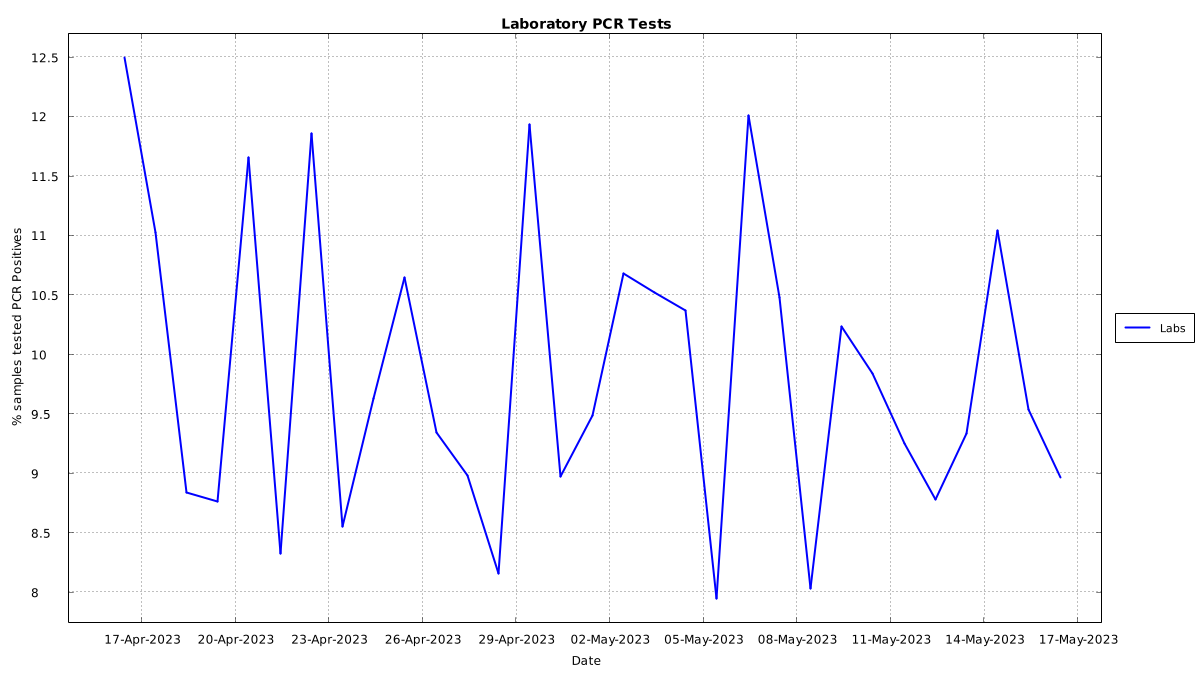 Laboratory PCR Tests
% samples tested PCR Positives
12.5
12
11.5
11
10.5
10
9.5
9
8.5
8
17-Apr-2023 20-Apr-2023 23-Apr-2023 26-Apr-2023 29-Apr-2023 02-May-2023 05-May-2023 08-May-2023 11-May-2023 14-May-2023 17-May-2023
Date
Labs